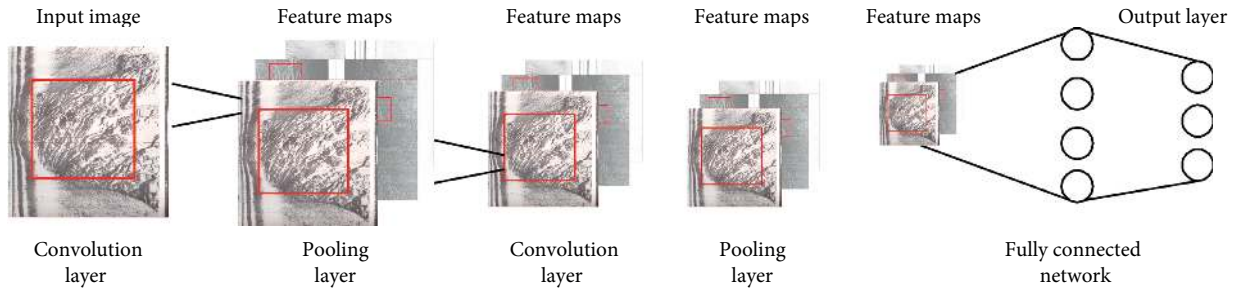 Input image
Feature maps
Feature maps
Feature maps
Feature maps
Output layer
Convolution
layer
Pooling
layer
Convolution
layer
Pooling
layer
Fully connected
network